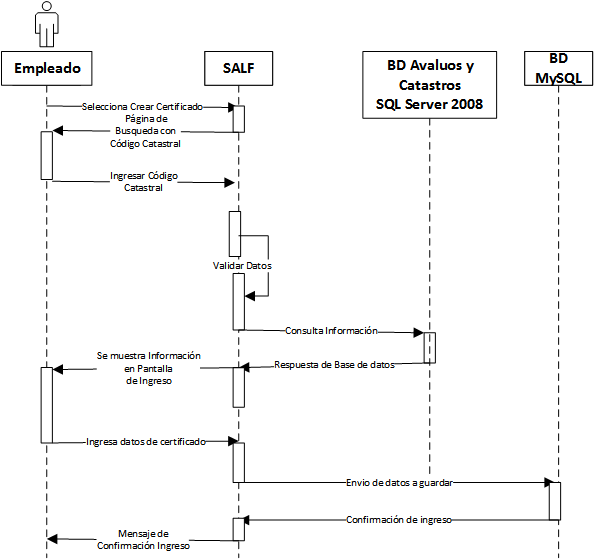 Empleado
SALF
BD Avaluos y
Catastros
SQL Server 2008
BD
MySQL
Selecciona Crear Certificado
Página de
Busqueda con
Código Catastral
Ingresar Código
Catastral
Validar Datos
Consulta Información
Respuesta de Base de datos
Se muestra Información
en Pantalla
de Ingreso
Ingresa datos de certificado
Envio de datos a guardar
Confirmación de ingreso
Mensaje de
Confirmación Ingreso